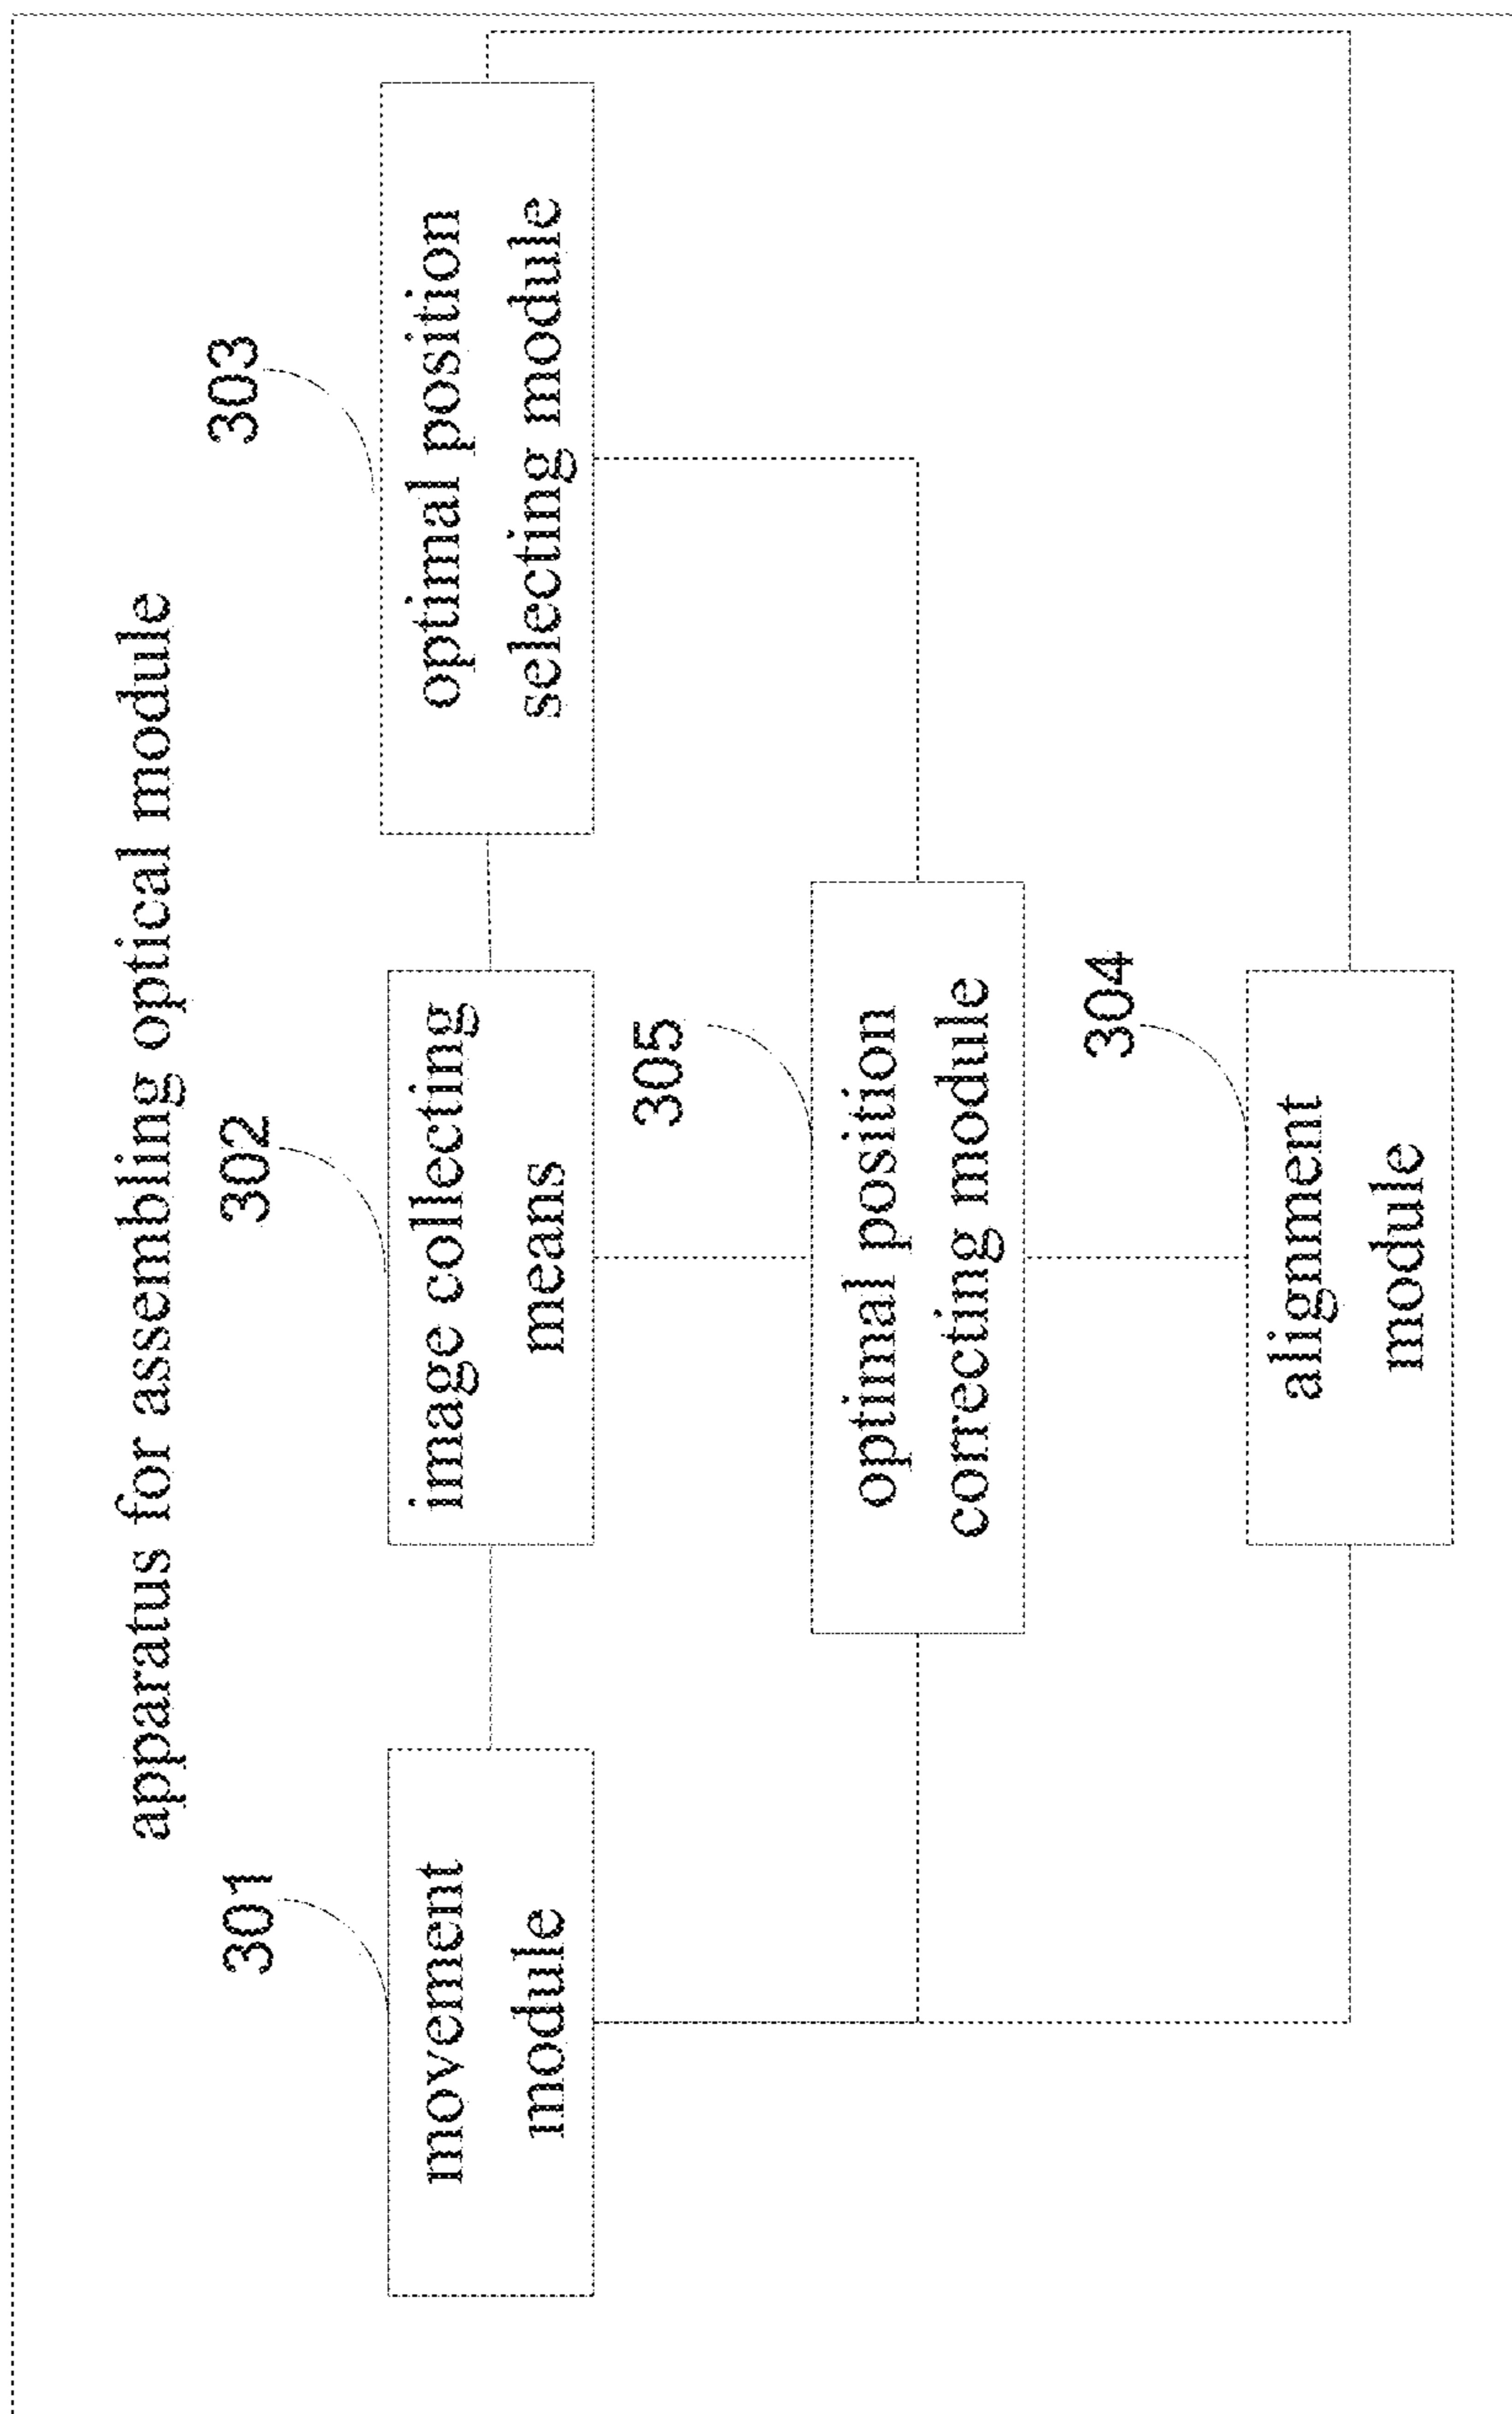 apparatus for assembling optical module
301
302
303
movement
module
image collecting
means
optimal position
selecting module
305
optimal position
correcting module
304
alignment
module